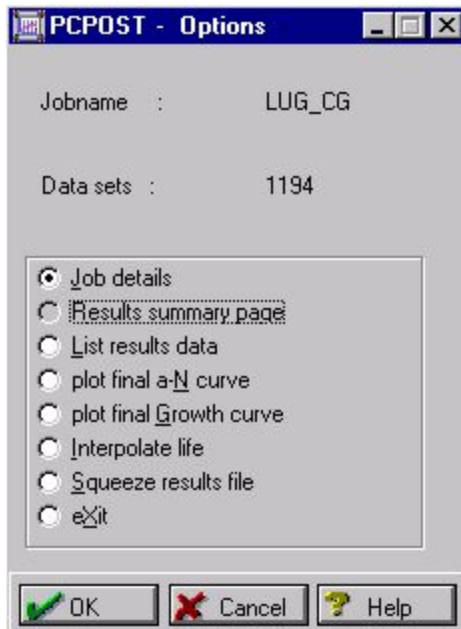 PCPOST - Options
Jobname : LUG_CG
Data sets : 1194
Job details
Results summary page
List results data
plot final a-N curve
plot final Growth curve
Interpolate life
Squeeze results file
eXit
OK Cancel Help